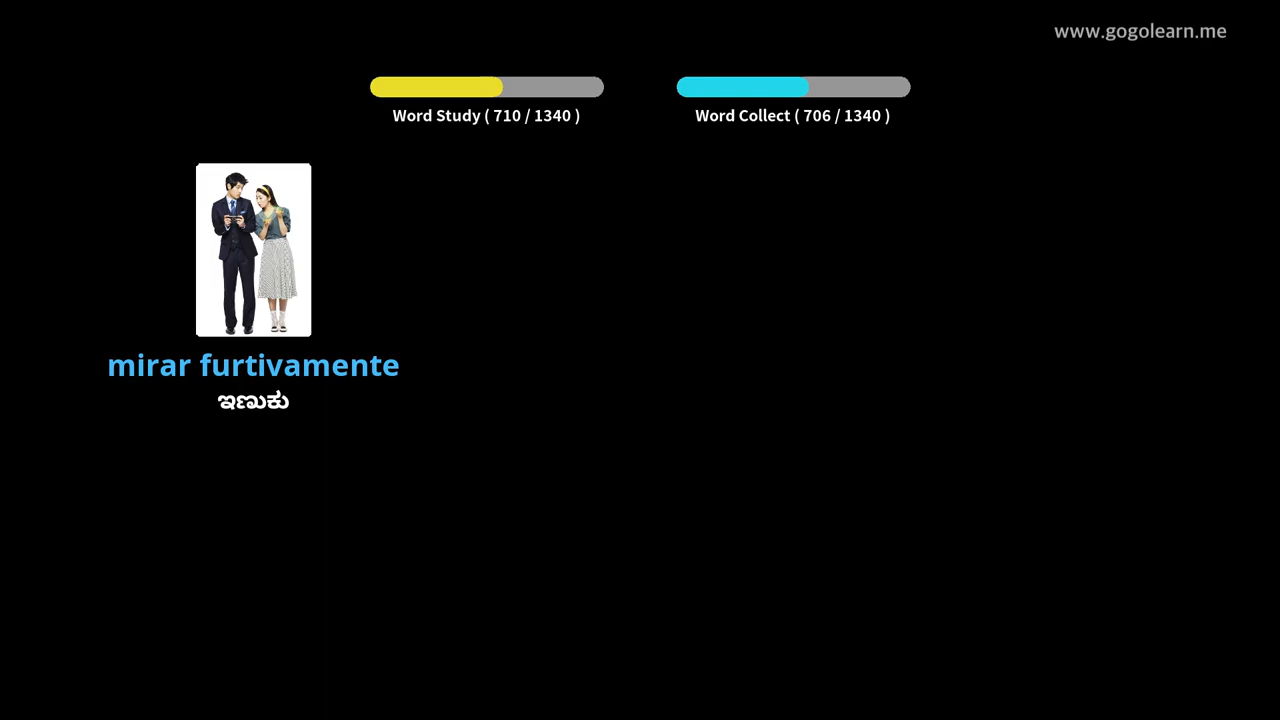 www.gogolearn.me
Word Study ( 710 / 1340 )
Word Collect ( 706 / 1340 )
mirar furtivamente
ಇಣುಕು